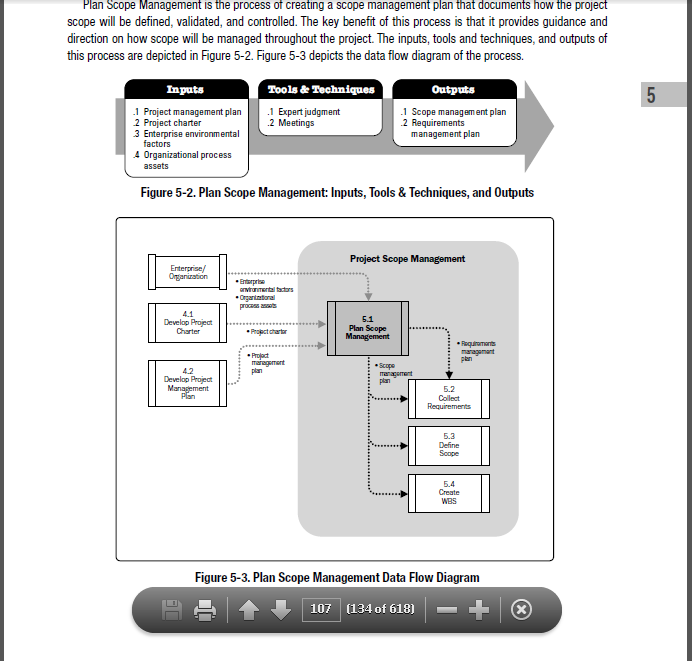 Plan Scope Management is the process of creating a scope management plan that documents how the project
scope will be defined, validated, and controlled. The key benefit of this process is that it provides guidance and
direction on how scope will be managed throughout the project. The inputs, tools and techniques, and outputs of
this process are depicted in Figure 5-2. Figure 5-3 depicts the data flow diagram of the process.
5
Inputs
.1 Project management plan
.2 Project charter
.3 Enterprise environmental
factors
.4 Organizational process
assets
Tools & Techniques
.1 Expert judgment
.2 Meetings
Outputs
.1 Scope management plan
.2 Requirements
management plan
Figure 5-2. Plan Scope Management: Inputs, Tools & Techniques, and Outputs
Project Scope Management
Enterprise/
Organization
• Enterprise
environmental factors
• Organizational
process assets
4.1
Develop Project
Charter
• Project charter
5.1
Plan Scope
Management
• Project
management
plan
4.2
Develop Project
Management
Plan
• Requirements
management
plan
• Scope
management
plan
5.2
Collect
Requirements
5.3
Define
Scope
5.4
Create
WBS
Figure 5-3. Plan Scope Management Data Flow Diagram
107 (134 of 618)